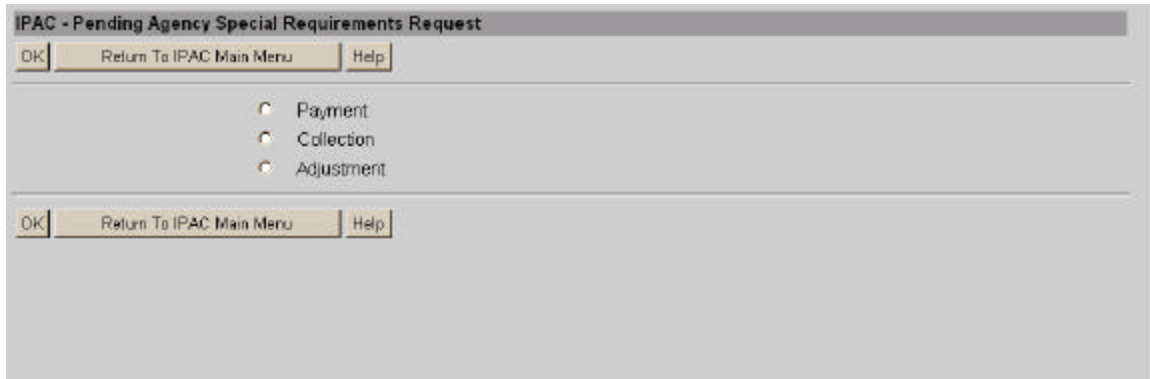 IPAC - Pending Agency Special Requirements Request
OK Return To IPAC Main Menu Help
Payment
Collection
Adjustment
OK Return To IPAC Main Menu Help